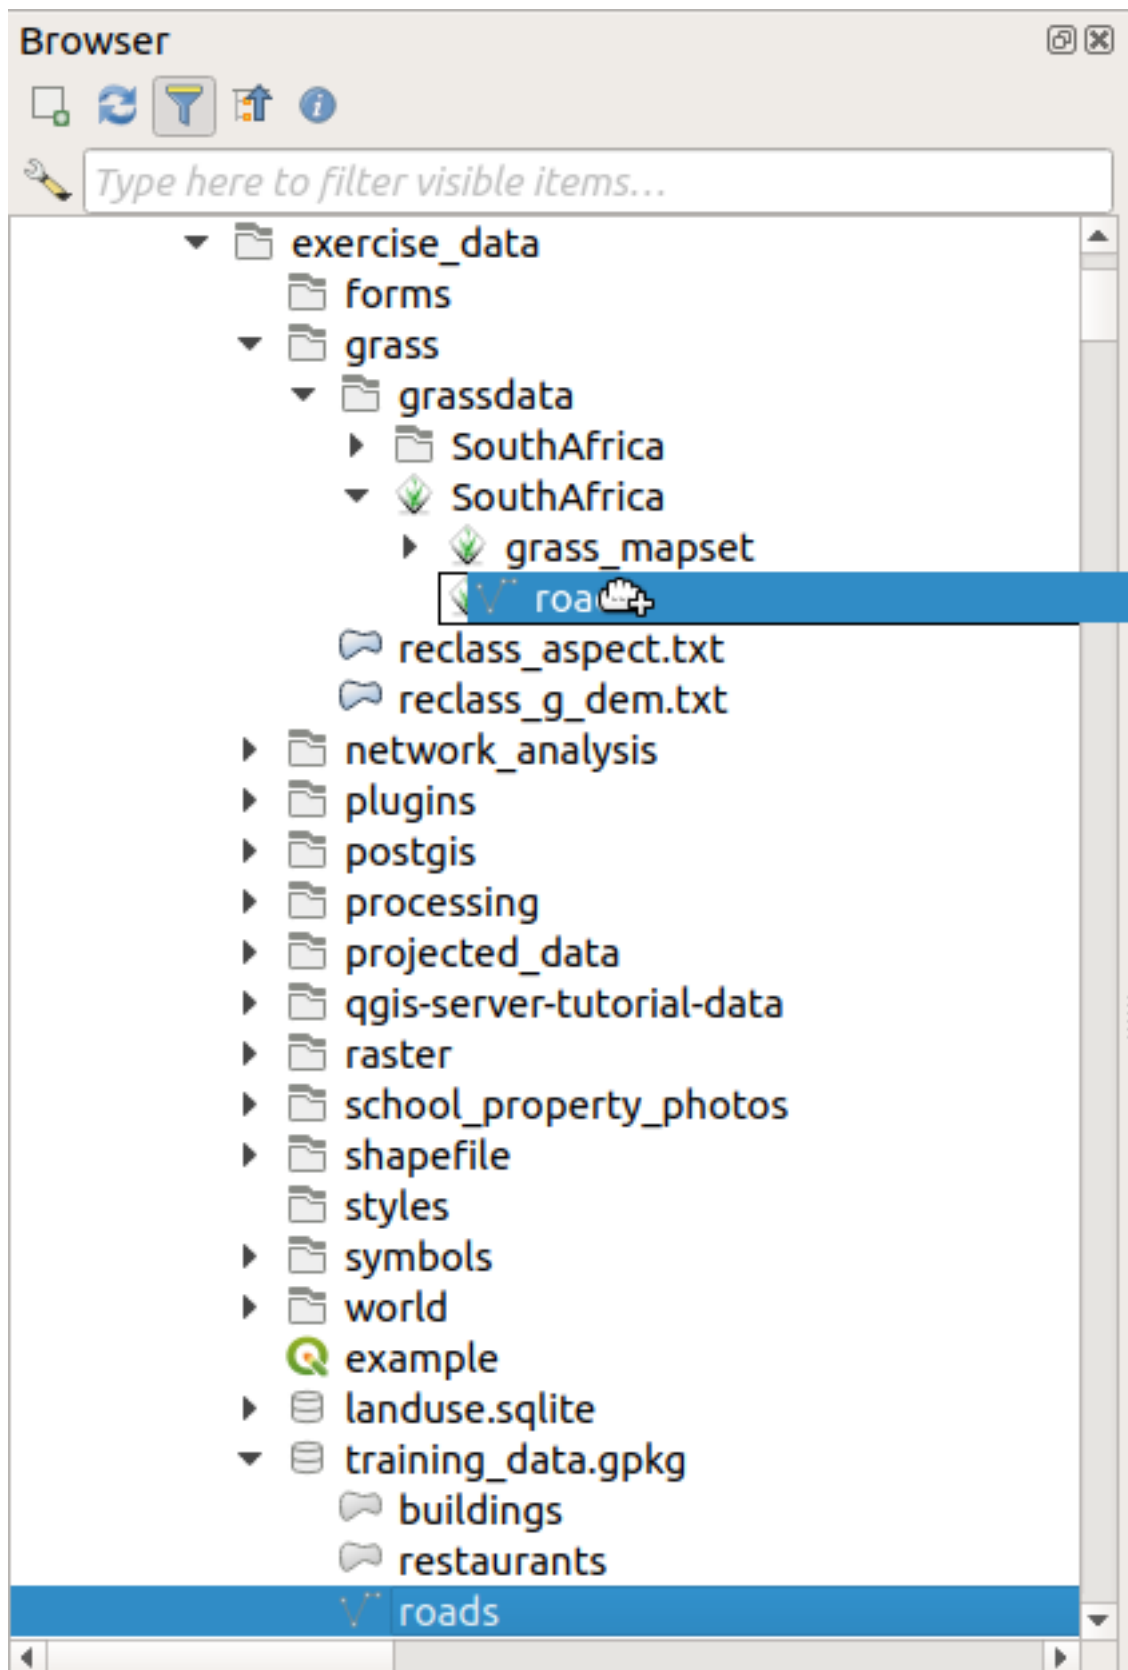 Browser
Type here to filter visible items...
exercise_data
forms
grass
grassdata
SouthAfrica
SouthAfrica
grass_mapset
reclass_aspect.txt
reclass_g_dem.txt
network_analysis
plugins
postgis
processing
projected_data
qgis-server-tutorial-data
raster
school_property_photos
shapefile
styles
symbols
world
example
landuse.sqlite
training_data.gpkg
buildings
restaurants
roads